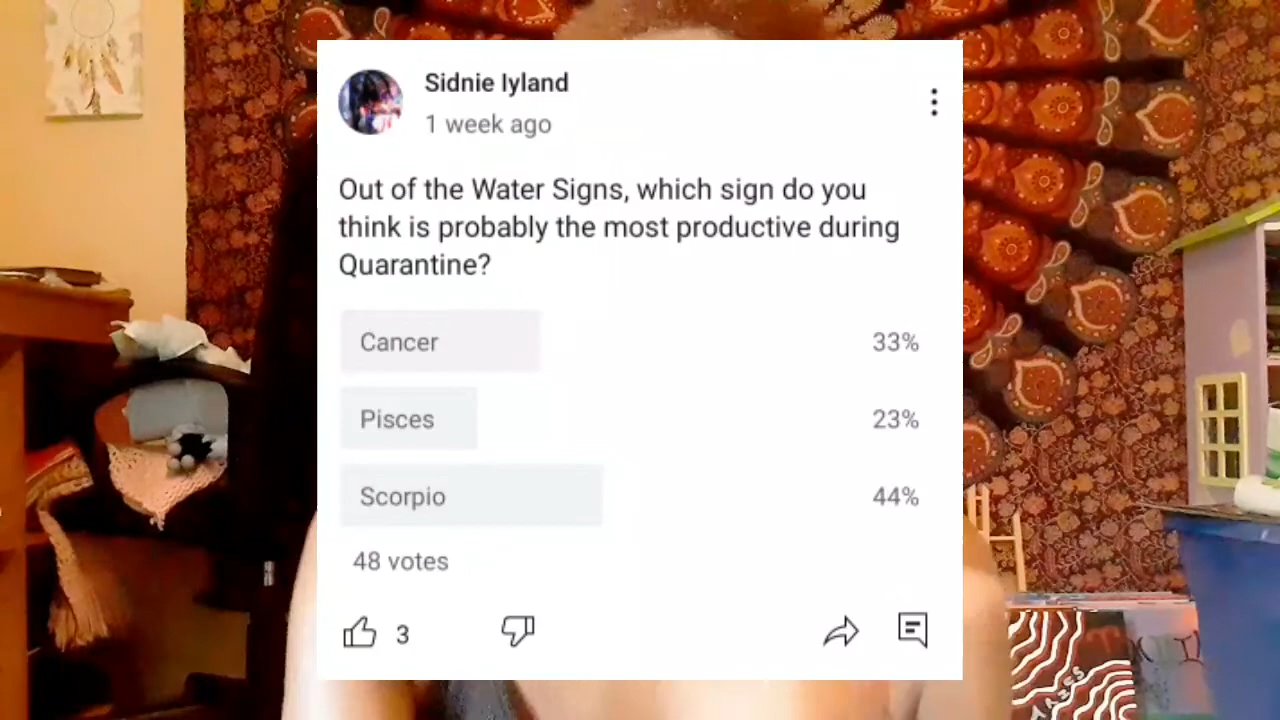 Sidnie Iyland
1 week ago
Out of the Water Signs, which sign do you
think is probably the most productive during
Quarantine?
Cancer 33%
Pisces 23%
Scorpio 44%
48 votes
3